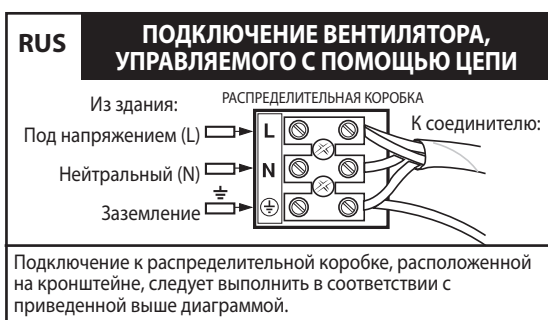 RUS
ПОДКЛЮЧЕНИЕ ВЕНТИЛЯТОРА,
УПРАВЛЯЕМОГО С ПОМОЩЬЮ ЦЕПИ
Из здания:
РАСПРЕДЕЛИТЕЛЬНАЯ КОРОБКА
Под напряжением (L)
L
К соединителю:
Нейтральный (N)
N
Заземление
Подключение к распределительной коробке, расположенной
на кронштейне, следует выполнить в соответствии с
приведенной выше диаграммой.